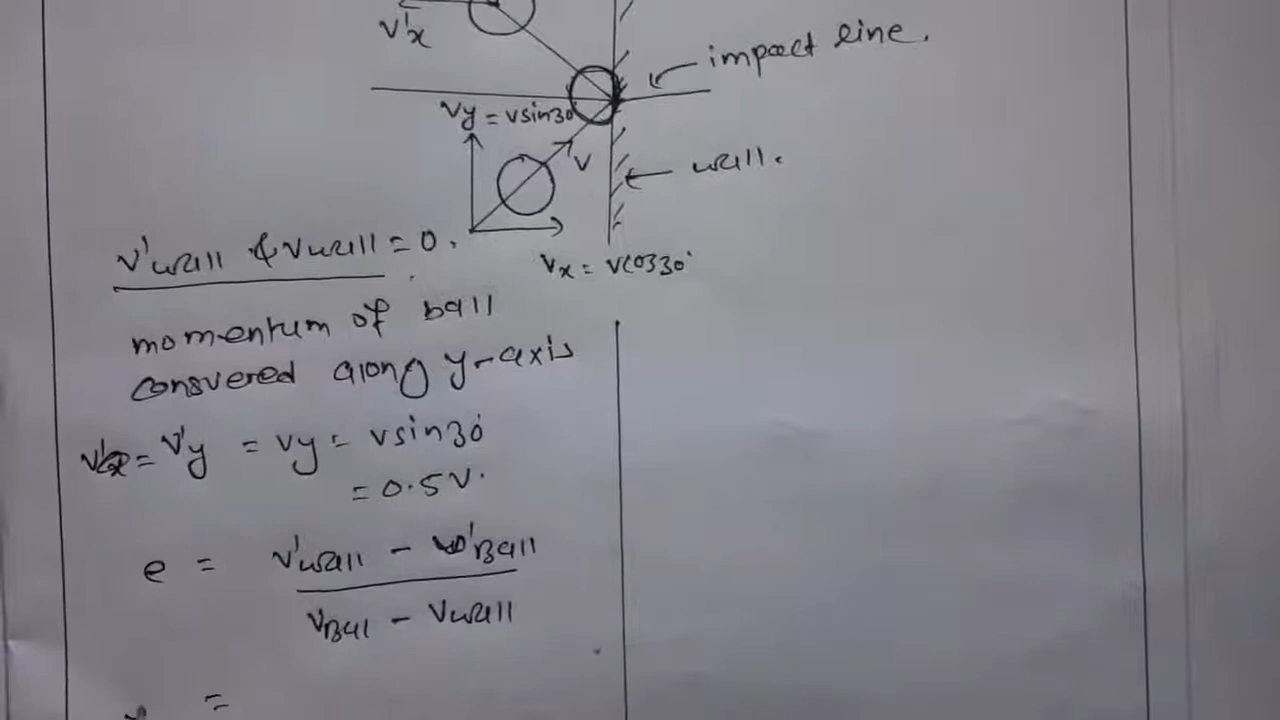 v'x
impact line.
vy = vsin30
v
wall.
v'wall & vwall = 0.
vx = vcos30°
momentum of ball
consvered along y-axis
= v'y = vy = vsin30°
= 0.5v.
e = v'wall - v'Ball
vBall - vwall
=